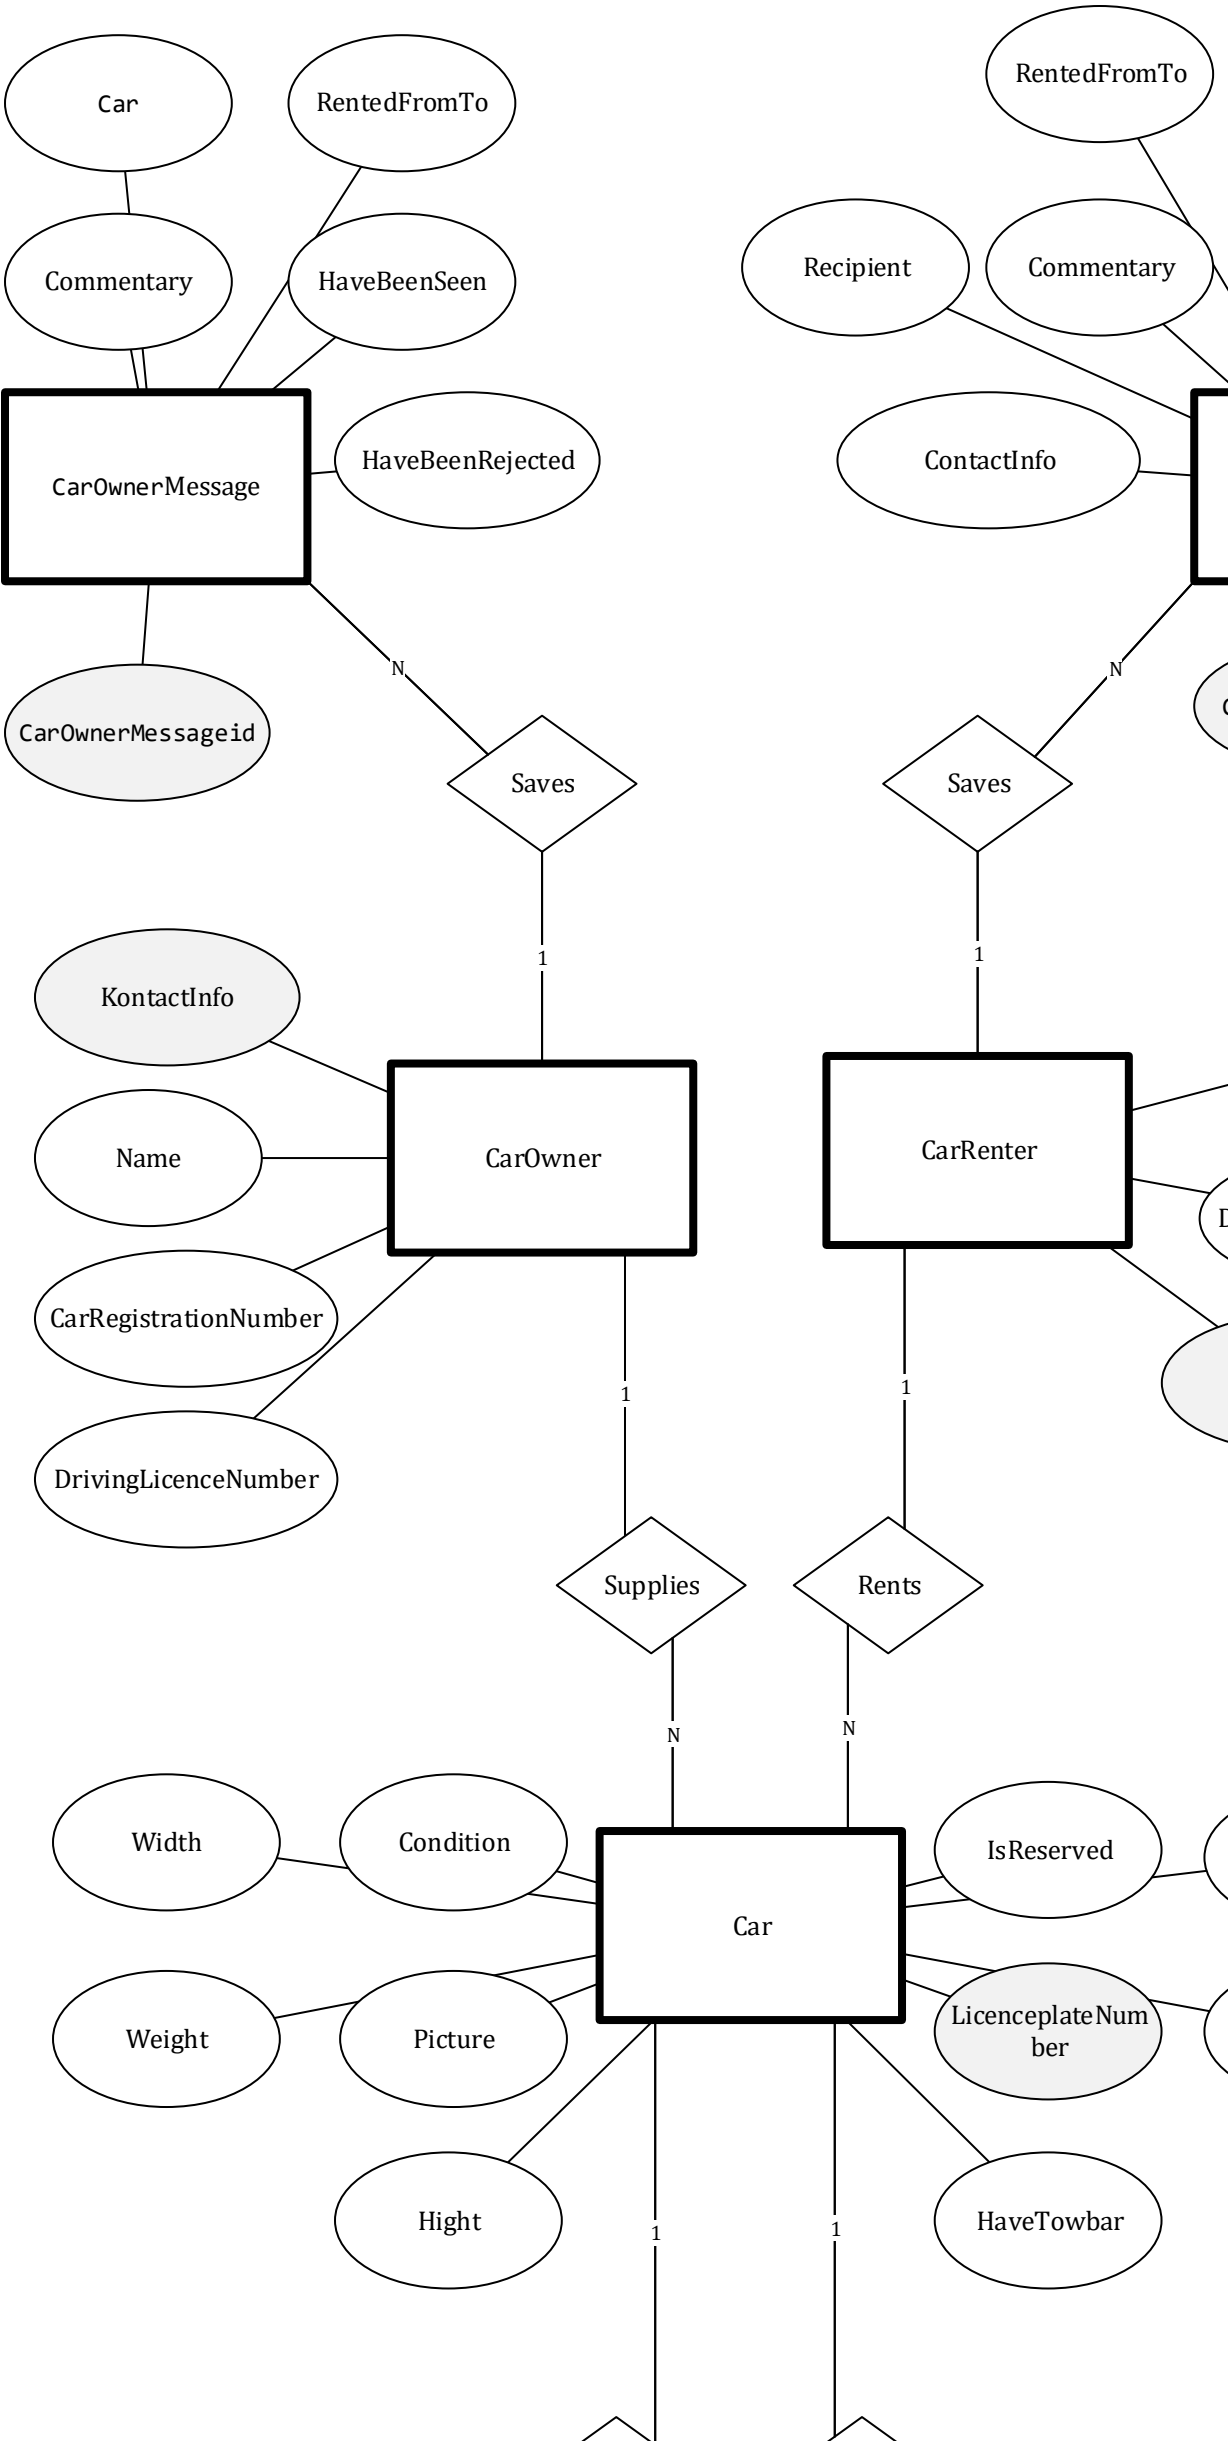 RentedFromTo
Car
RentedFromTo
Recipient
Commentary
Commentary
HaveBeenSeen
HaveBeenRejected
ContactInfo
CarOwnerMessage
N
N
CarOwnerMessageid
Saves
Saves
1
1
KontactInfo
CarOwner
CarRenter
Name
D
CarRegistrationNumber
1
1
DrivingLicenceNumber
Supplies
Rents
N
N
Width
Condition
IsReserved
Car
Weight
Picture
LicenceplateNum
ber
Hight
HaveTowbar
1
1